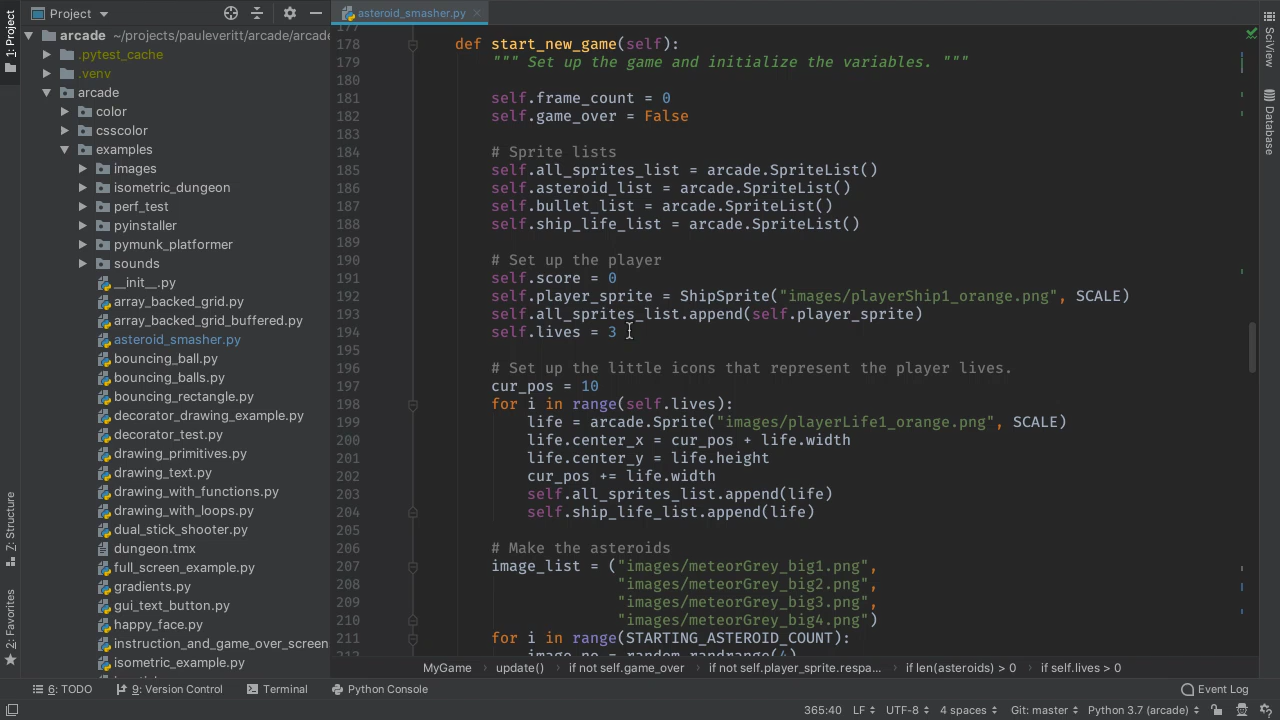 Project
asteroid_smasher.py
1: Project
arcade ~/projects/pauleveritt/arcade/arcade
.pytest_cache
.venv
arcade
color
csscolor
examples
images
isometric_dungeon
perf_test
pyinstaller
pymunk_platformer
sounds
__init__.py
array_backed_grid.py
array_backed_grid_buffered.py
asteroid_smasher.py
bouncing_ball.py
bouncing_balls.py
bouncing_rectangle.py
decorator_drawing_example.py
decorator_test.py
drawing_primitives.py
drawing_text.py
drawing_with_functions.py
drawing_with_loops.py
dual_stick_shooter.py
dungeon.tmx
full_screen_example.py
gradients.py
gui_text_button.py
happy_face.py
instruction_and_game_over_screen
isometric_example.py
Z: Structure
2: Favorites
177
178 def start_new_game(self):
179 """ Set up the game and initialize the variables. """
180
181 self.frame_count = 0
182 self.game_over = False
183
184 # Sprite lists
185 self.all_sprites_list = arcade.SpriteList()
186 self.asteroid_list = arcade.SpriteList()
187 self.bullet_list = arcade.SpriteList()
188 self.ship_life_list = arcade.SpriteList()
189
190 # Set up the player
191 self.score = 0
192 self.player_sprite = ShipSprite("images/playerShip1_orange.png", SCALE)
193 self.all_sprites_list.append(self.player_sprite)
194 self.lives = 3
195
196 # Set up the little icons that represent the player lives.
197 cur_pos = 10
198 for i in range(self.lives):
199 life = arcade.Sprite("images/playerLife1_orange.png", SCALE)
200 life.center_x = cur_pos + life.width
201 life.center_y = life.height
202 cur_pos += life.width
203 self.all_sprites_list.append(life)
204 self.ship_life_list.append(life)
205
206 # Make the asteroids
207 image_list = ("images/meteorGrey_big1.png",
208 "images/meteorGrey_big2.png",
209 "images/meteorGrey_big3.png",
210 "images/meteorGrey_big4.png")
211 for i in range(STARTING_ASTEROID_COUNT):
212 image_no = random.randrange(4)
SciView
Database
MyGame update() if not self.game_over if not self.player_sprite.respa... if len(asteroids) > 0 if self.lives > 0
6: TODO 9: Version Control Terminal Python Console Event Log
365:40 LF UTF-8 4 spaces Git: master Python 3.7 (arcade)